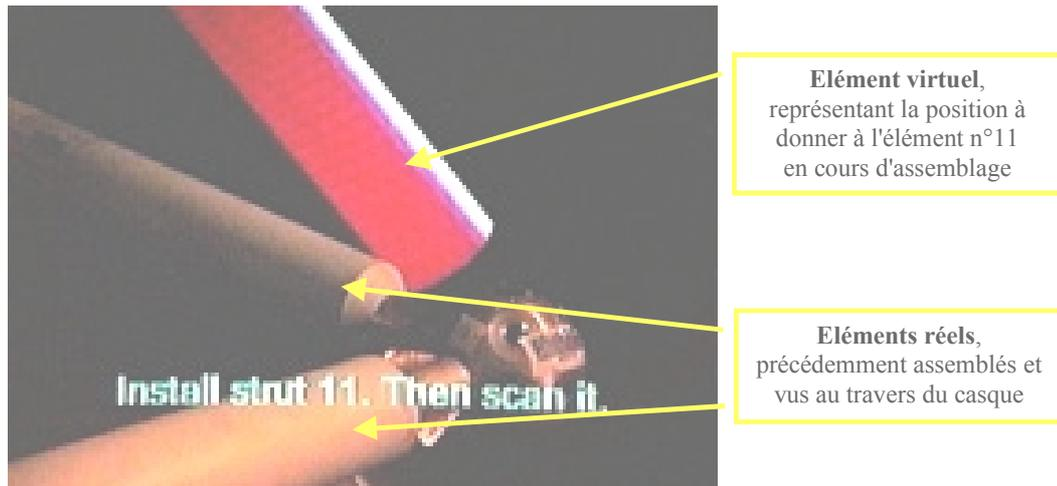 Elément virtuel,
représentant la position à
donner à l'élément n°11
en cours d'assemblage
Eléments réels,
précédemment assemblés et
vus au travers du casque
Install strut 11. Then scan it.